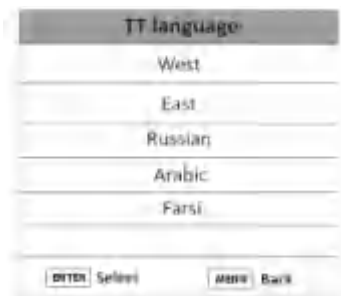 TT language
West
East
Russian
Arabic
Farsi
ENTER Select MENU Back